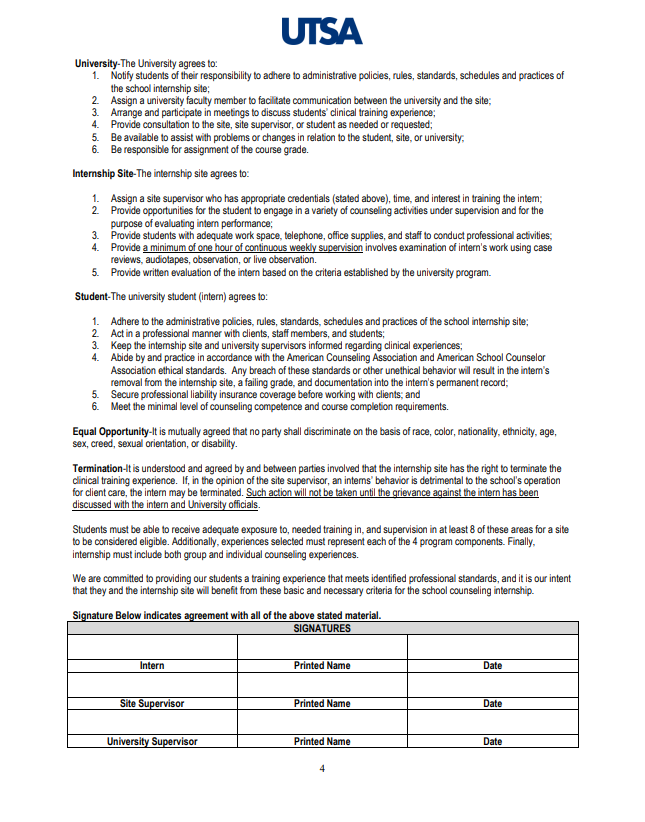 UTSA
University-The University agrees to:
1. Notify students of their responsibility to adhere to administrative policies, rules, standards, schedules and practices of
the school internship site;
2. Assign a university faculty member to facilitate communication between the university and the site;
3. Arrange and participate in meetings to discuss students' clinical training experience;
4. Provide consultation to the site, site supervisor, or student as needed or requested;
5. Be available to assist with problems or changes in relation to the student, site, or university;
6. Be responsible for assignment of the course grade.
Internship Site-The internship site agrees to:
1. Assign a site supervisor who has appropriate credentials (stated above), time, and interest in training the intern;
2. Provide opportunities for the student to engage in a variety of counseling activities under supervision and for the
purpose of evaluating intern performance;
3. Provide students with adequate work space, telephone, office supplies, and staff to conduct professional activities;
4. Provide a minimum of one hour of continuous weekly supervision involves examination of intern's work using case
reviews, audiotapes, observation, or live observation.
5. Provide written evaluation of the intern based on the criteria established by the university program.
Student-The university student (intern) agrees to:
1. Adhere to the administrative policies, rules, standards, schedules and practices of the school internship site;
2. Act in a professional manner with clients, staff members, and students;
3. Keep the internship site and university supervisors informed regarding clinical experiences;
4. Abide by and practice in accordance with the American Counseling Association and American School Counselor
Association ethical standards. Any breach of these standards or other unethical behavior will result in the intern's
removal from the internship site, a failing grade, and documentation into the intern's permanent record;
5. Secure professional liability insurance coverage before working with clients; and
6. Meet the minimal level of counseling competence and course completion requirements.
Equal Opportunity-It is mutually agreed that no party shall discriminate on the basis of race, color, nationality, ethnicity, age,
sex, creed, sexual orientation, or disability.
Termination-It is understood and agreed by and between parties involved that the internship site has the right to terminate the
clinical training experience. If, in the opinion of the site supervisor, an interns' behavior is detrimental to the school's operation
for client care, the intern may be terminated. Such action will not be taken until the grievance against the intern has been
discussed with the intern and University officials.
Students must be able to receive adequate exposure to, needed training in, and supervision in at least 8 of these areas for a site
to be considered eligible. Additionally, experiences selected must represent each of the 4 program components. Finally,
internship must include both group and individual counseling experiences.
We are committed to providing our students a training experience that meets identified professional standards, and it is our intent
that they and the internship site will benefit from these basic and necessary criteria for the school counseling internship.
Signature Below indicates agreement with all of the above stated material.
SIGNATURES
Intern Printed Name Date
Site Supervisor Printed Name Date
University Supervisor Printed Name Date
4